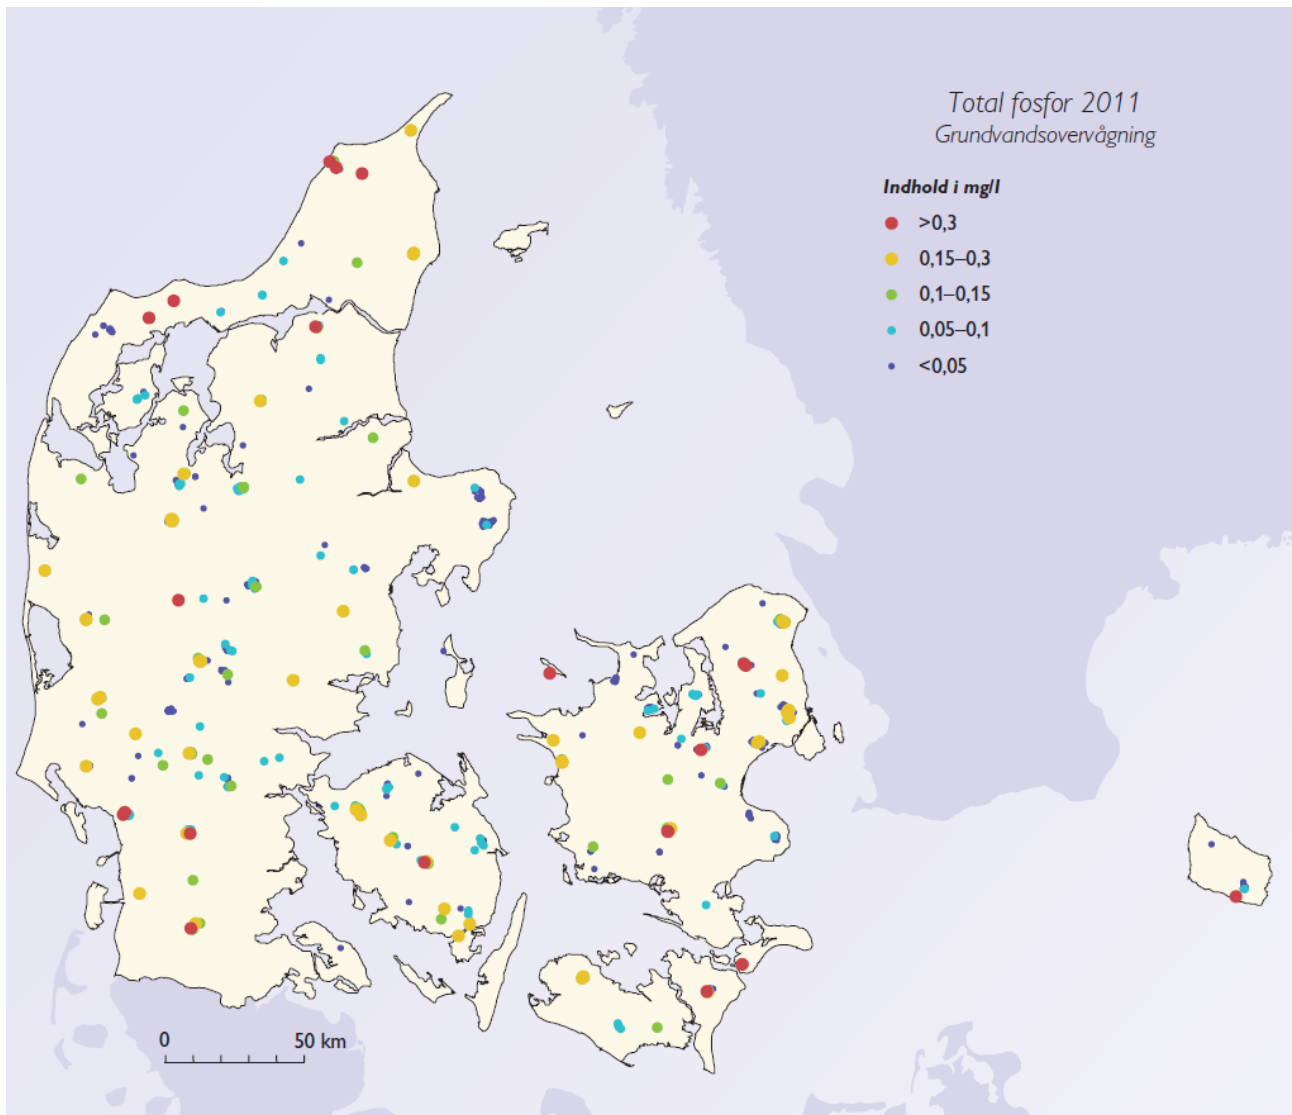 Total fosfor 2011
Grundvandsovervågning
Indhold i mg/l
>0,3
0,15–0,3
0,1–0,15
0,05–0,1
<0,05
0 50 km